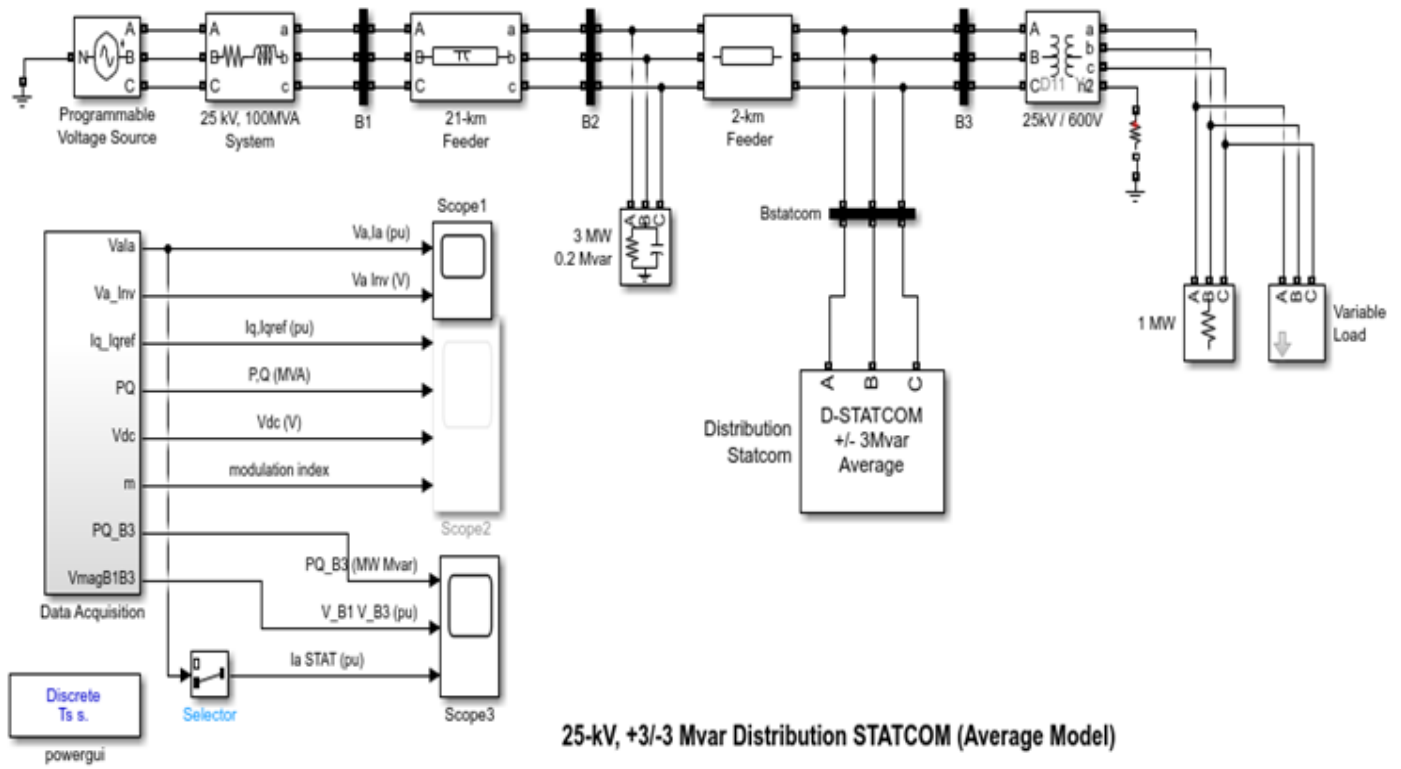 A
B
C
N
Programmable
Voltage Source
A
B
C
a
b
c
25 kV, 100MVA
System
B1
A
B
C
a
b
c
21-km
Feeder
B2
2-km
Feeder
B3
A
B
C
a
b
c
n2
D11
25kV / 600V
A
B
C
3 MW
0.2 Mvar
Bstatcom
A
B
C
D-STATCOM
+/- 3Mvar
Average
Distribution
Statcom
A
B
C
1 MW
A
B
C
Variable
Load
Scope1
VaIa
Va,Ia (pu)
Va_Inv
Va Inv (V)
Iq_Iqref
Iq,Iqref (pu)
PQ
P,Q (MVA)
Vdc
Vdc (V)
m
modulation index
Scope2
PQ_B3
PQ_B3 (MW Mvar)
VmagB1B3
V_B1 V_B3 (pu)
Data Acquisition
Ia STAT (pu)
Selector
Scope3
Discrete
Ts s.
powergui
25-kV, +3/-3 Mvar Distribution STATCOM (Average Model)